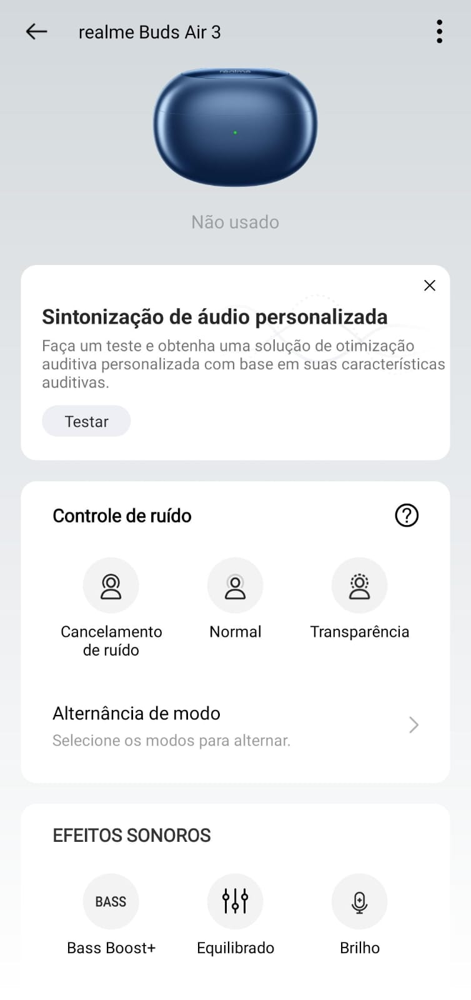 realme Buds Air 3
realme
Não usado
Sintonização de áudio personalizada
Faça um teste e obtenha uma solução de otimização
auditiva personalizada com base em suas características
auditivas.
Testar
Controle de ruído
Cancelamento
de ruído
Normal
Transparência
Alternância de modo
Selecione os modos para alternar.
EFEITOS SONOROS
BASS
Bass Boost+
Equilibrado
Brilho